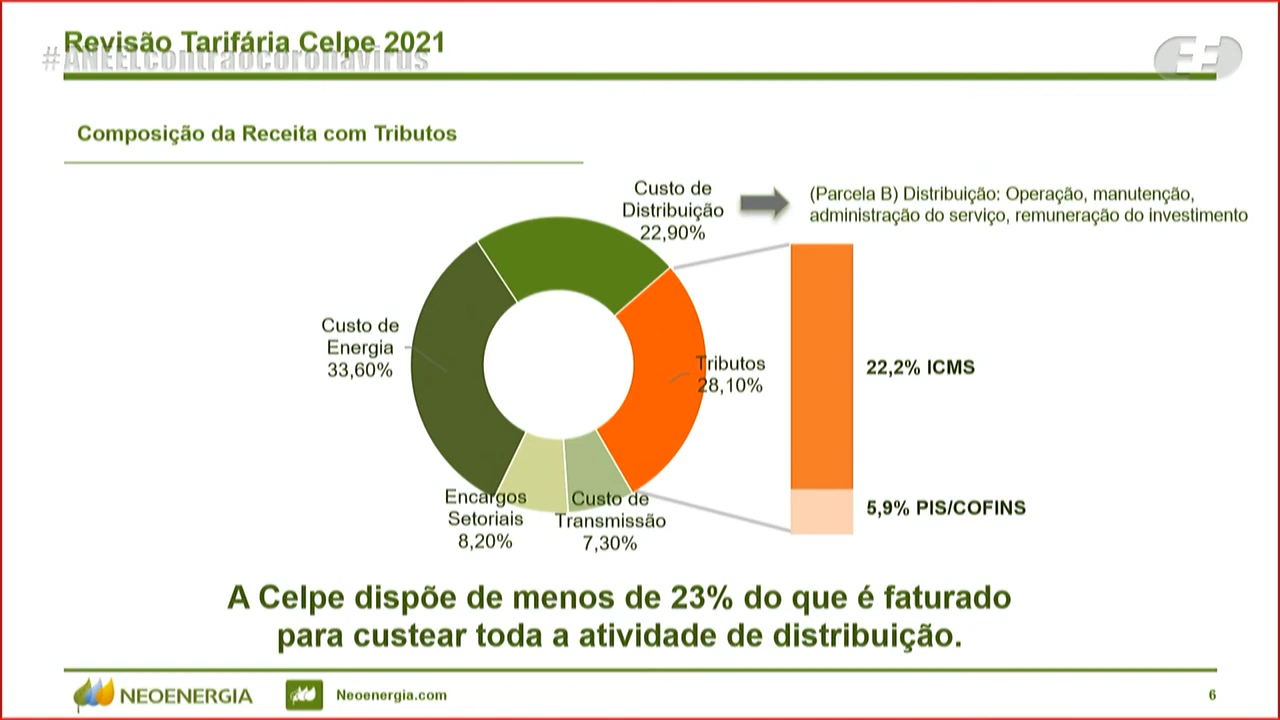 Revisão Tarifária Celpe 2021
#ANEELcontraocoronavirus
Composição da Receita com Tributos
Custo de
Distribuição
22,90%
(Parcela B) Distribuição: Operação, manutenção,
administração do serviço, remuneração do investimento
Custo de
Energia
33,60%
Tributos
28,10%
22,2% ICMS
5,9% PIS/COFINS
Encargos
Setoriais
8,20%
Custo de
Transmissão
7,30%
A Celpe dispõe de menos de 23% do que é faturado
para custear toda a atividade de distribuição.
NEOENERGIA
Neoenergia.com
6